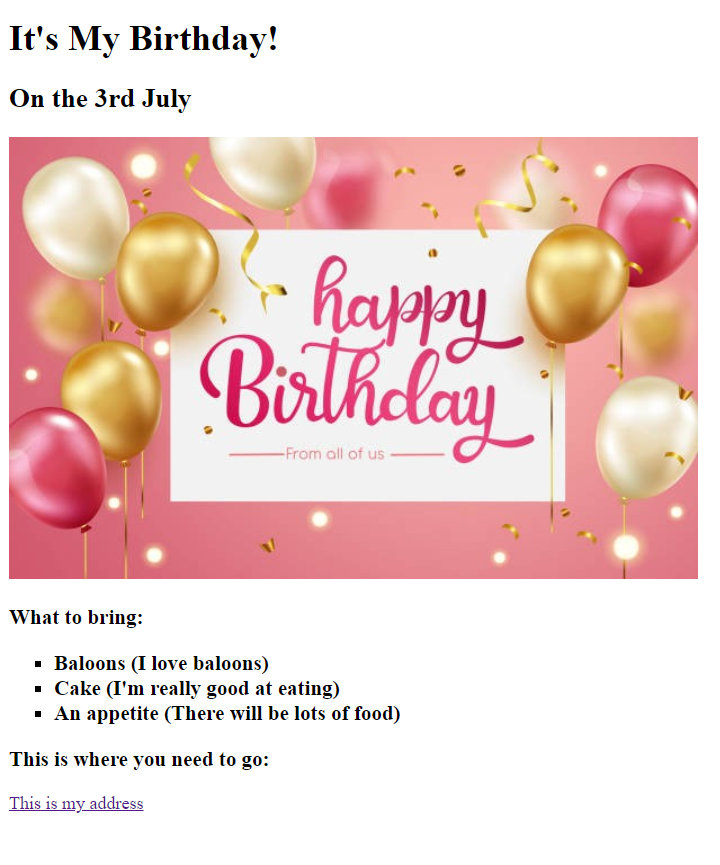 It's My Birthday!
On the 3rd July
happy
Birthday
From all of us
What to bring:
Baloons (I love baloons)
Cake (I'm really good at eating)
An appetite (There will be lots of food)
This is where you need to go:
This is my address